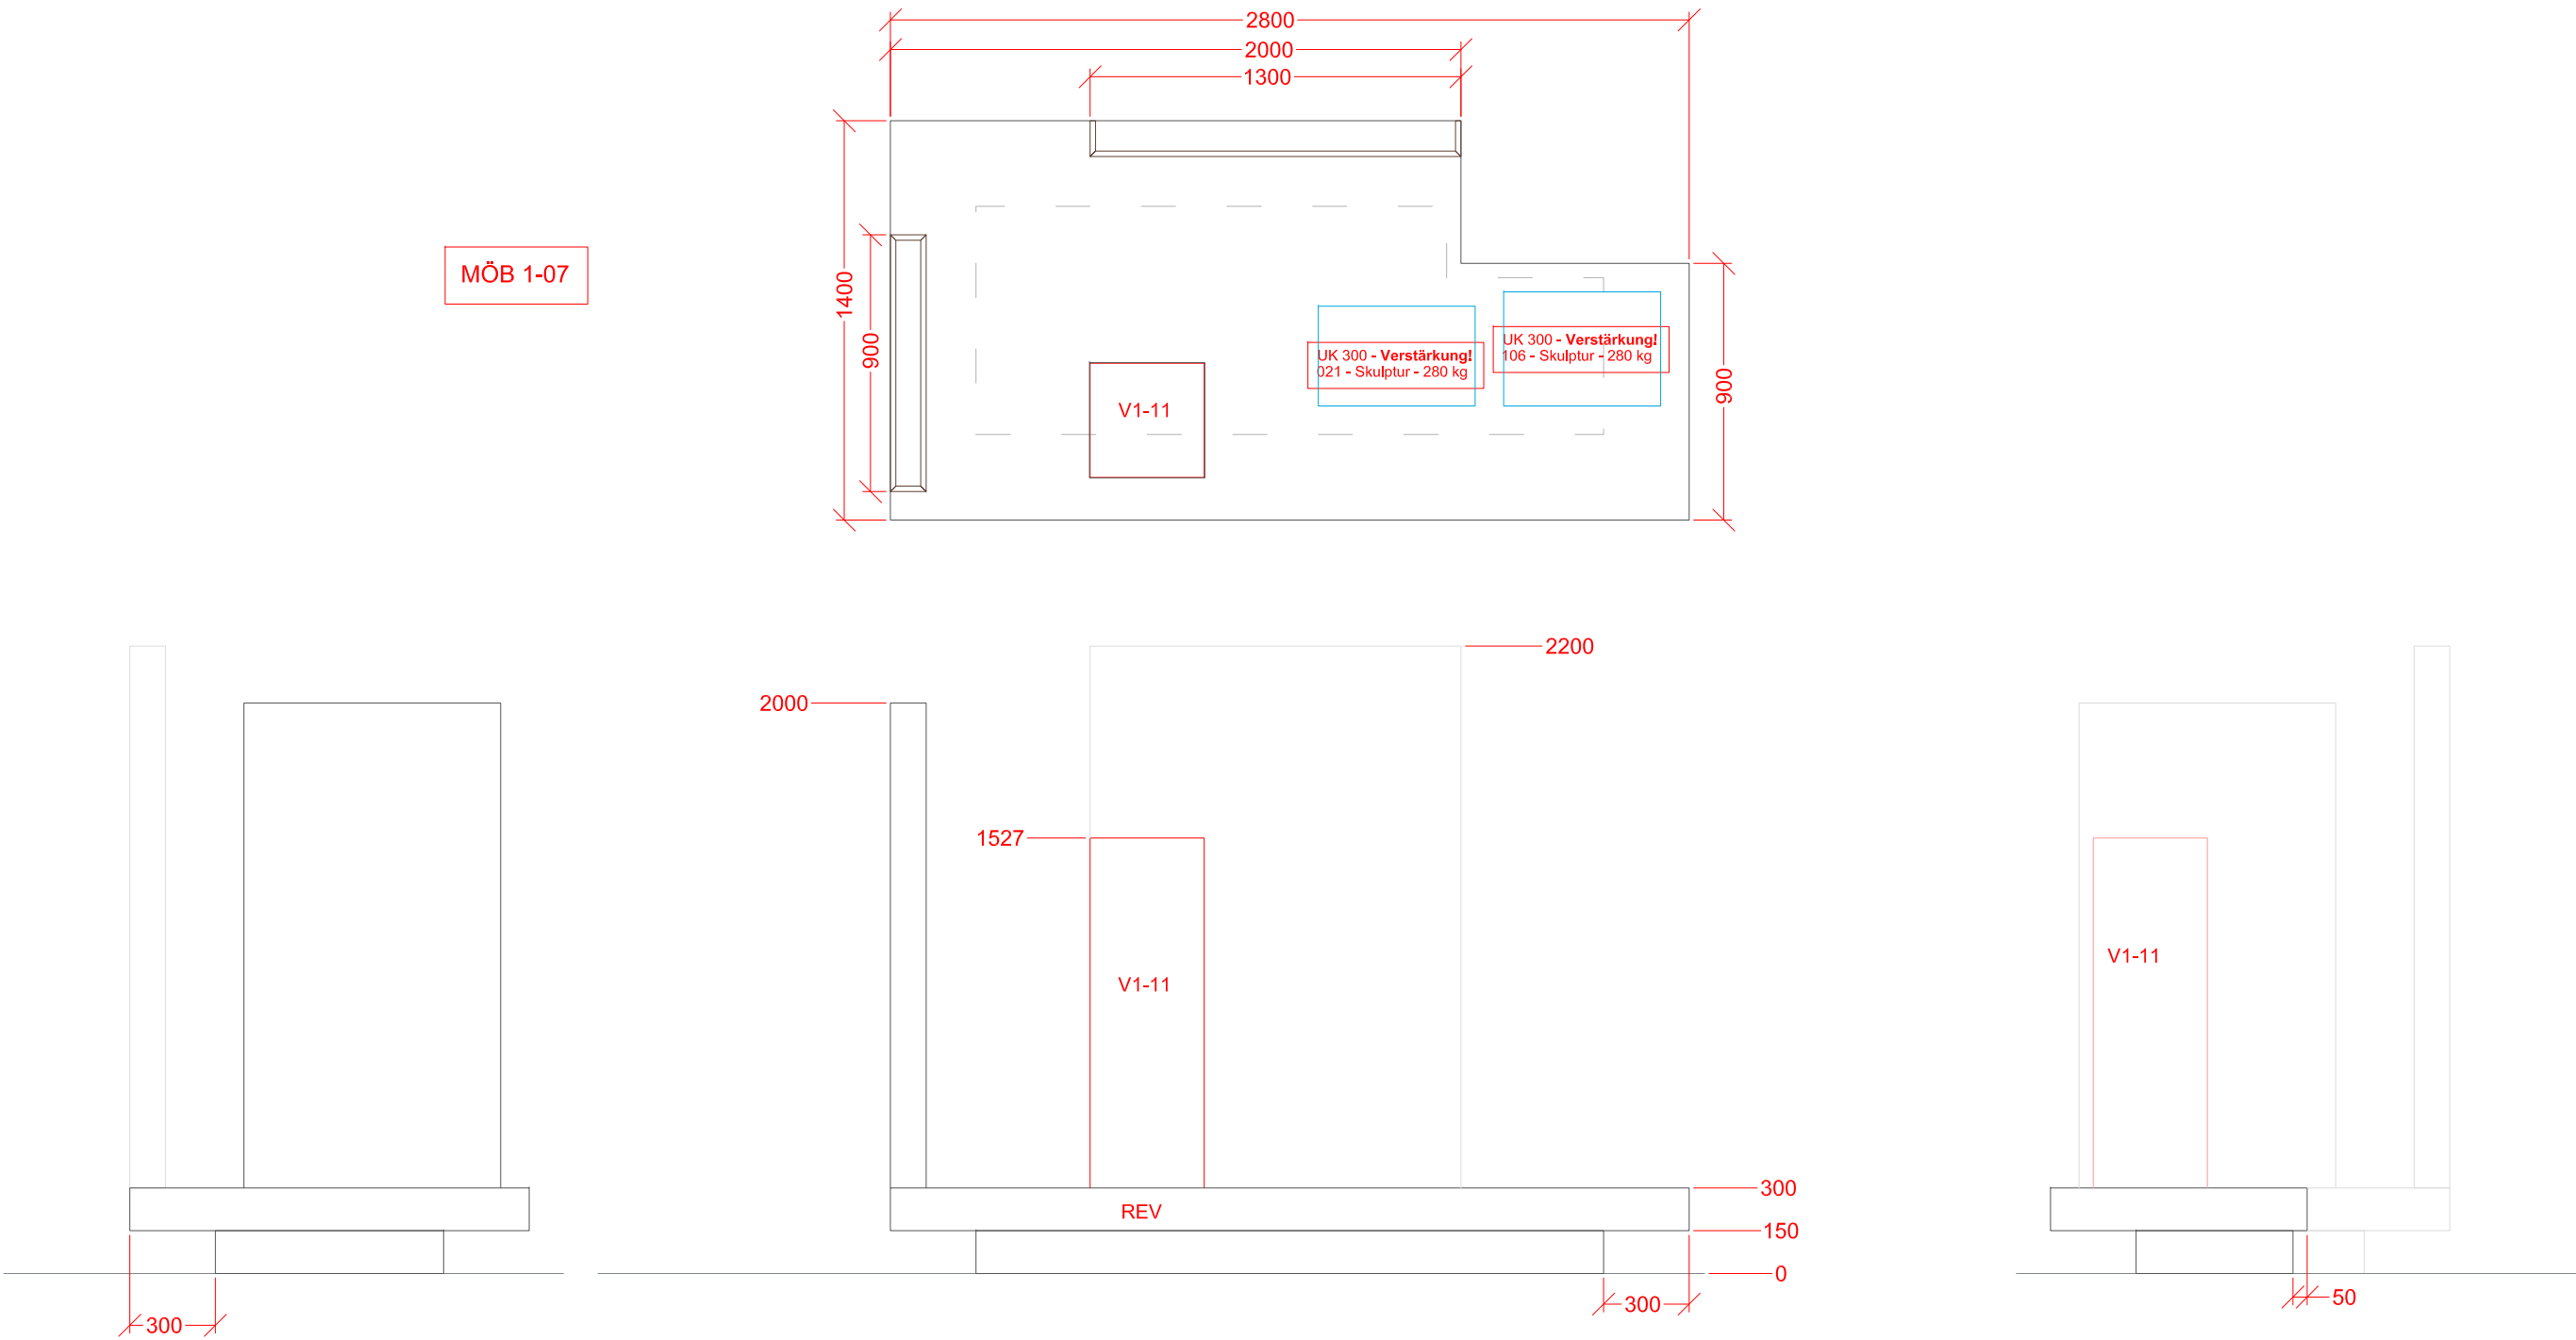 2800
2000
1300
MÖB 1-07
1400
900
UK 300 - Verstärkung!
021 - Skulptur - 280 kg
UK 300 - Verstärkung!
106 - Skulptur - 280 kg
900
V1-11
2200
2000
1527
V1-11
V1-11
REV
300
150
0
300
300
50